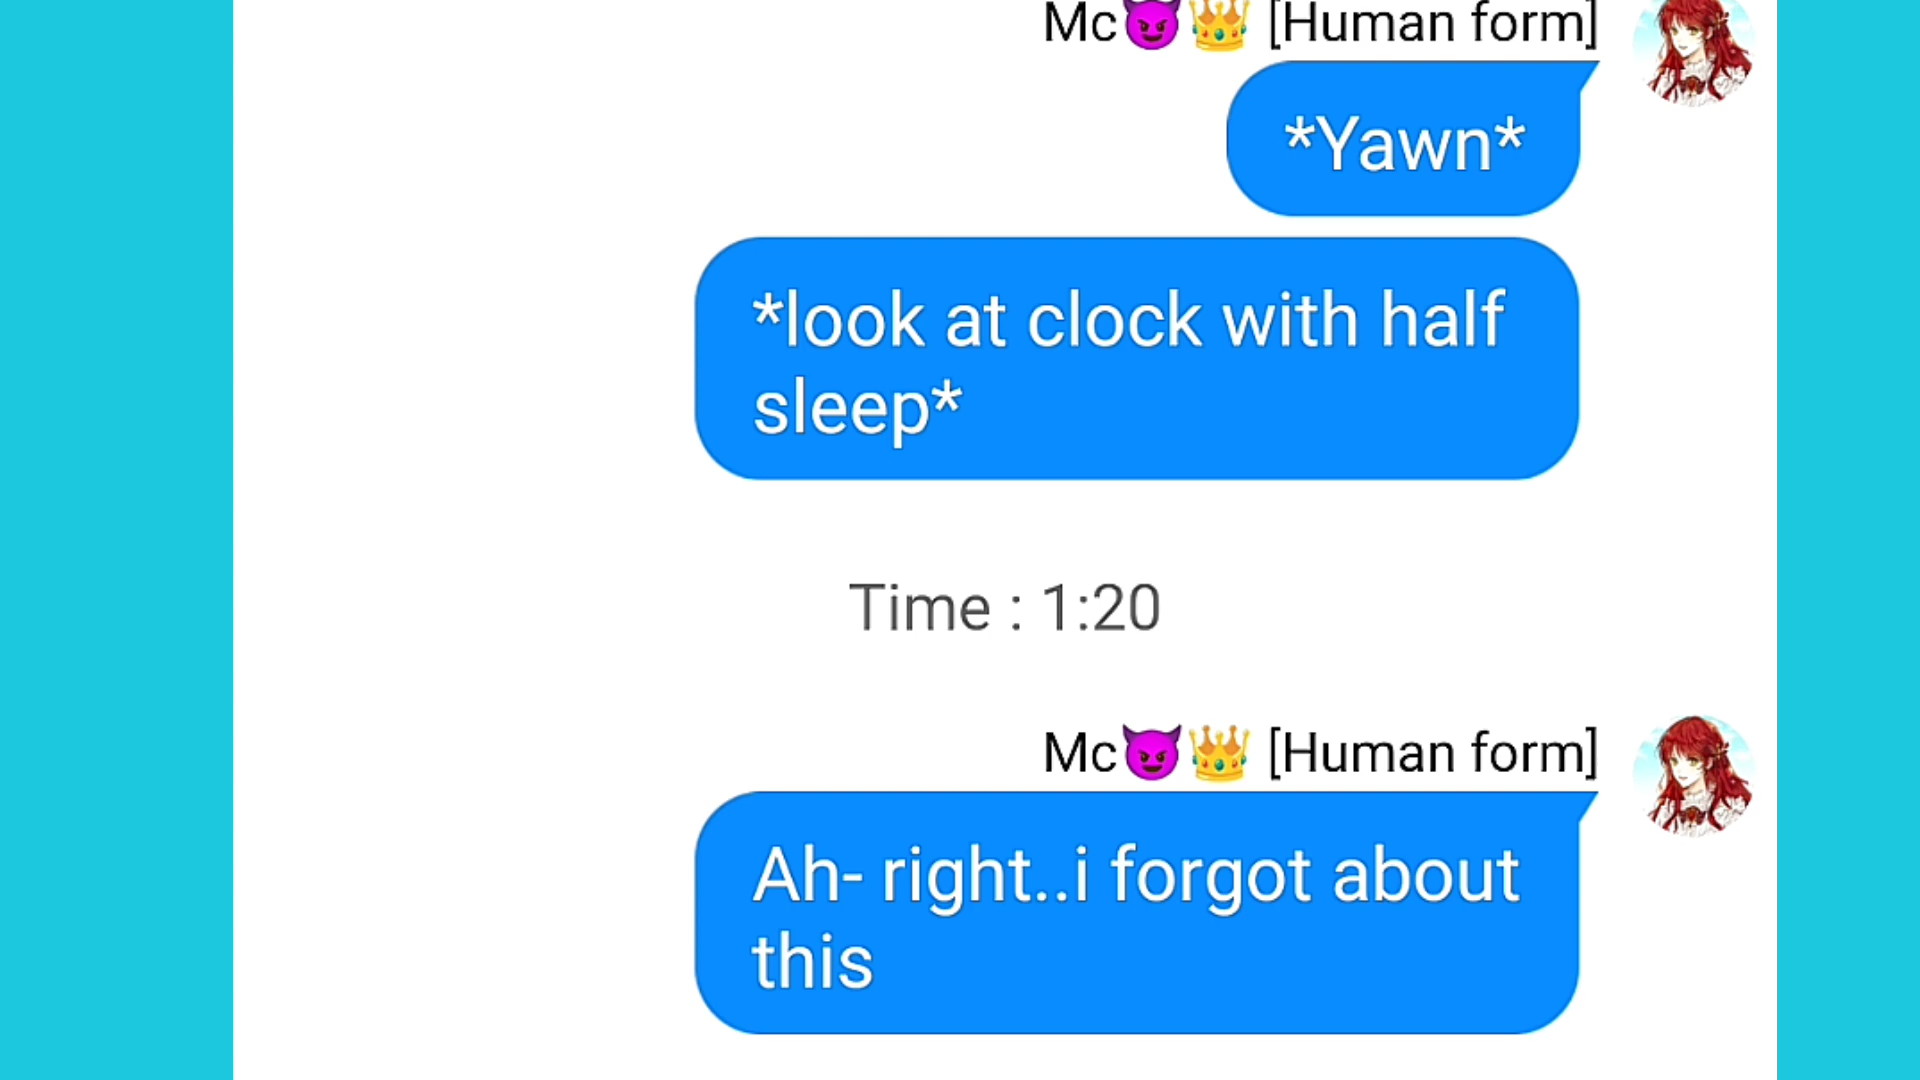 Mc😈👑 [Human form]
*Yawn*
*look at clock with half
sleep*
Time : 1:20
Mc😈👑 [Human form]
Ah- right..i forgot about
this